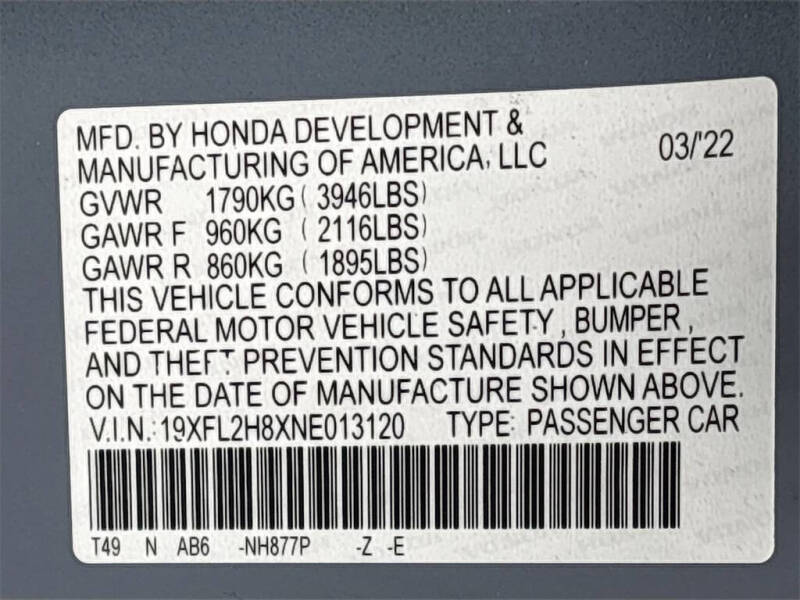 MFD. BY HONDA DEVELOPMENT &
MANUFACTURING OF AMERICA, LLC 03/'22
GVWR 1790KG ( 3946LBS)
GAWR F 960KG ( 2116LBS)
GAWR R 860KG ( 1895LBS)
THIS VEHICLE CONFORMS TO ALL APPLICABLE
FEDERAL MOTOR VEHICLE SAFETY , BUMPER ,
AND THEFT PREVENTION STANDARDS IN EFFECT
ON THE DATE OF MANUFACTURE SHOWN ABOVE.
V.I.N.:19XFL2H8XNE013120 TYPE: PASSENGER CAR
T49 N AB6 -NH877P -Z -E